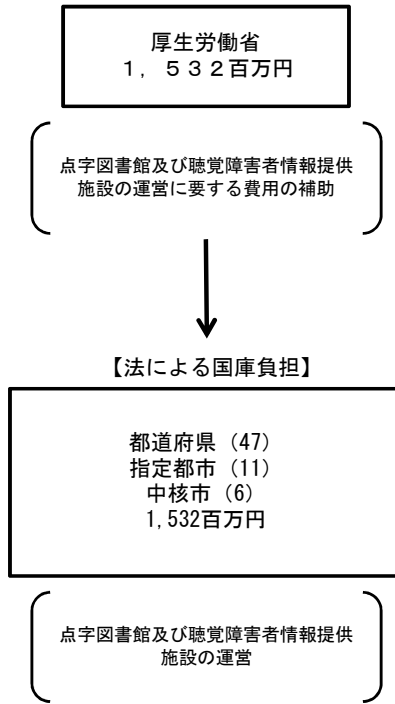 厚生労働省
１，５３２百万円
点字図書館及び聴覚障害者情報提供
施設の運営に要する費用の補助
【法による国庫負担】
都道府県（47）
指定都市（11）
中核市（6）
1,532百万円
点字図書館及び聴覚障害者情報提供
施設の運営